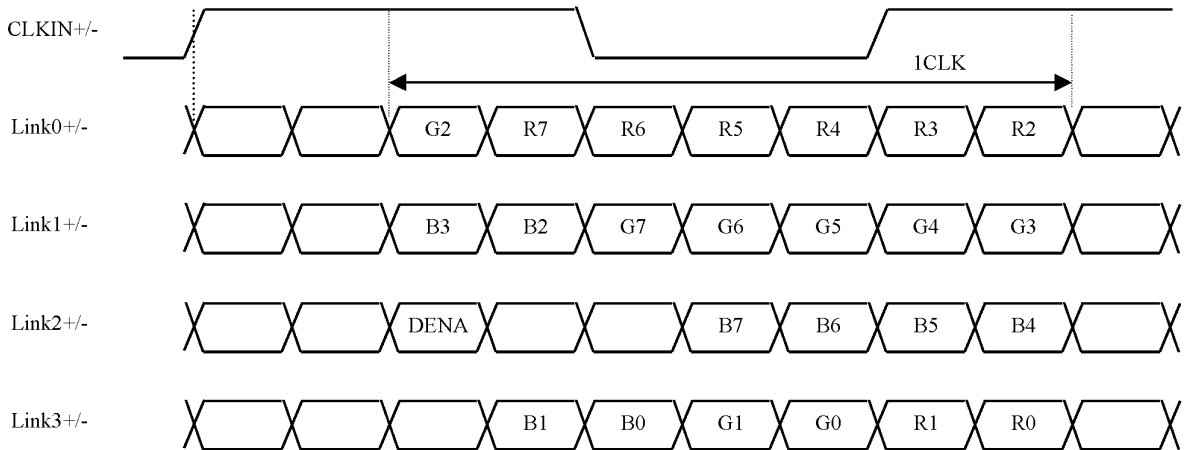 CLKIN+/-
1CLK
Link0+/- G2 R7 R6 R5 R4 R3 R2
Link1+/- B3 B2 G7 G6 G5 G4 G3
Link2+/- DENA B7 B6 B5 B4
Link3+/- B1 B0 G1 G0 R1 R0